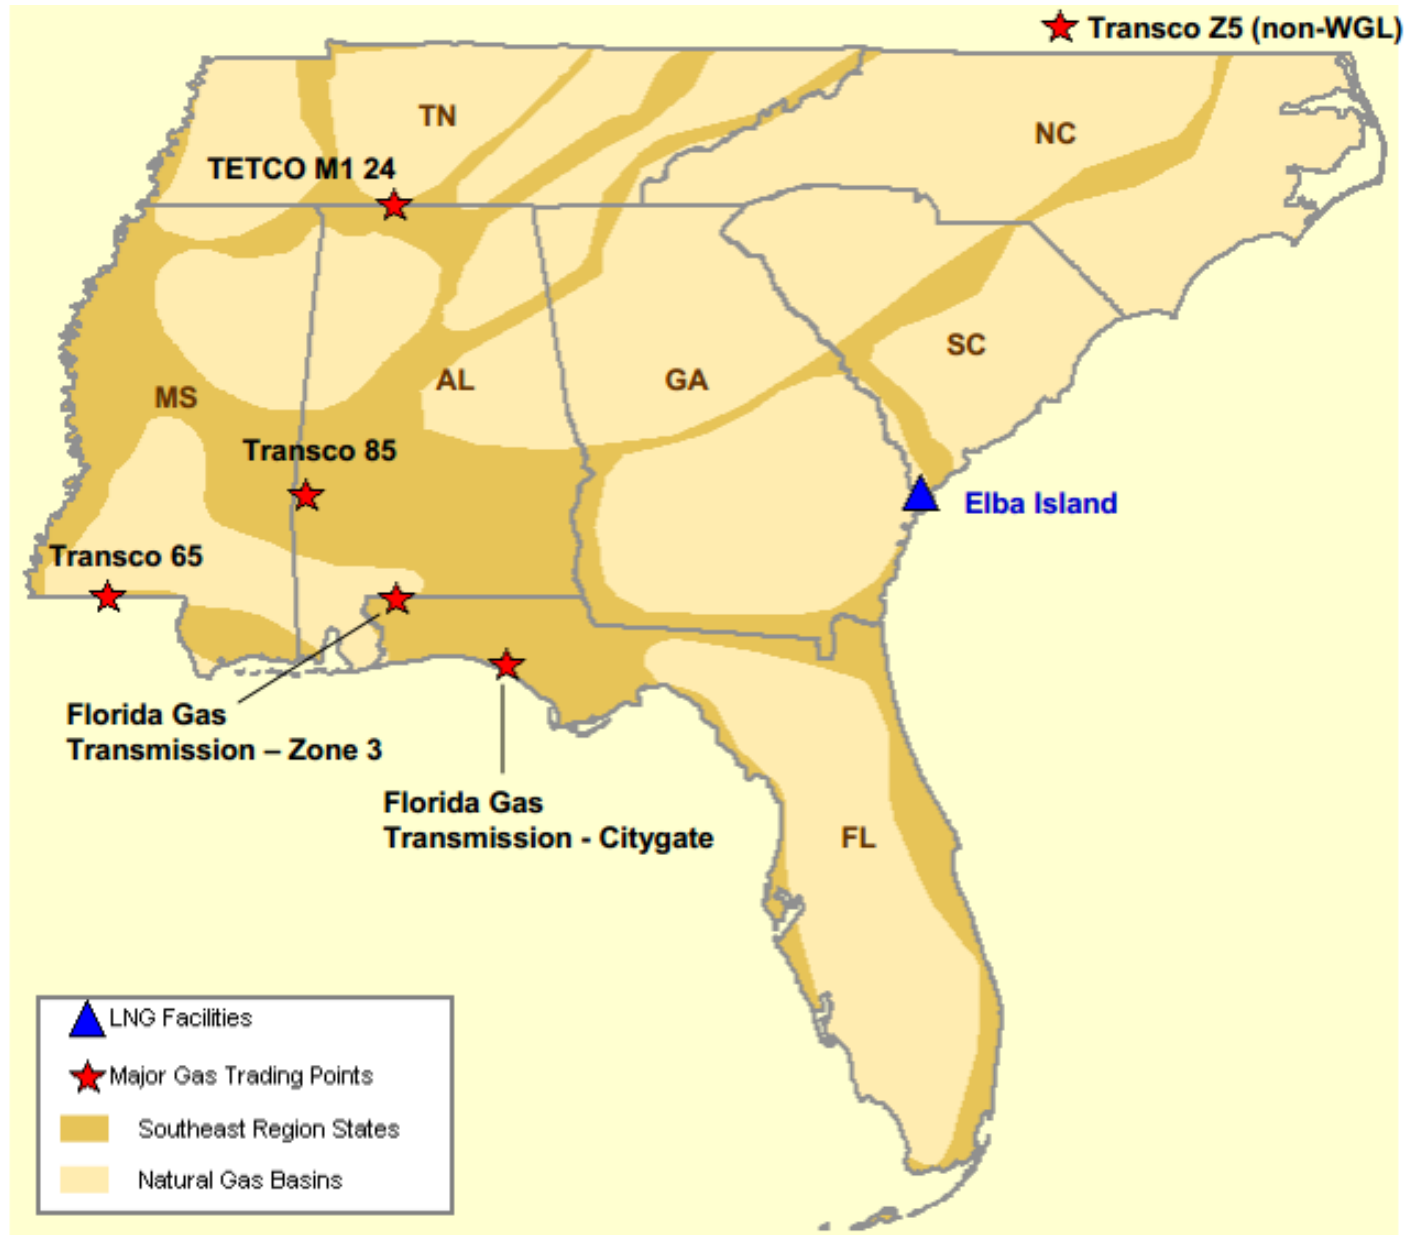 Transco Z5 (non-WGL)
TN
NC
TETCO M1 24
SC
MS
AL
GA
Transco 85
Elba Island
Transco 65
Florida Gas
Transmission – Zone 3
Florida Gas
Transmission - Citygate
FL
LNG Facilities
Major Gas Trading Points
Southeast Region States
Natural Gas Basins